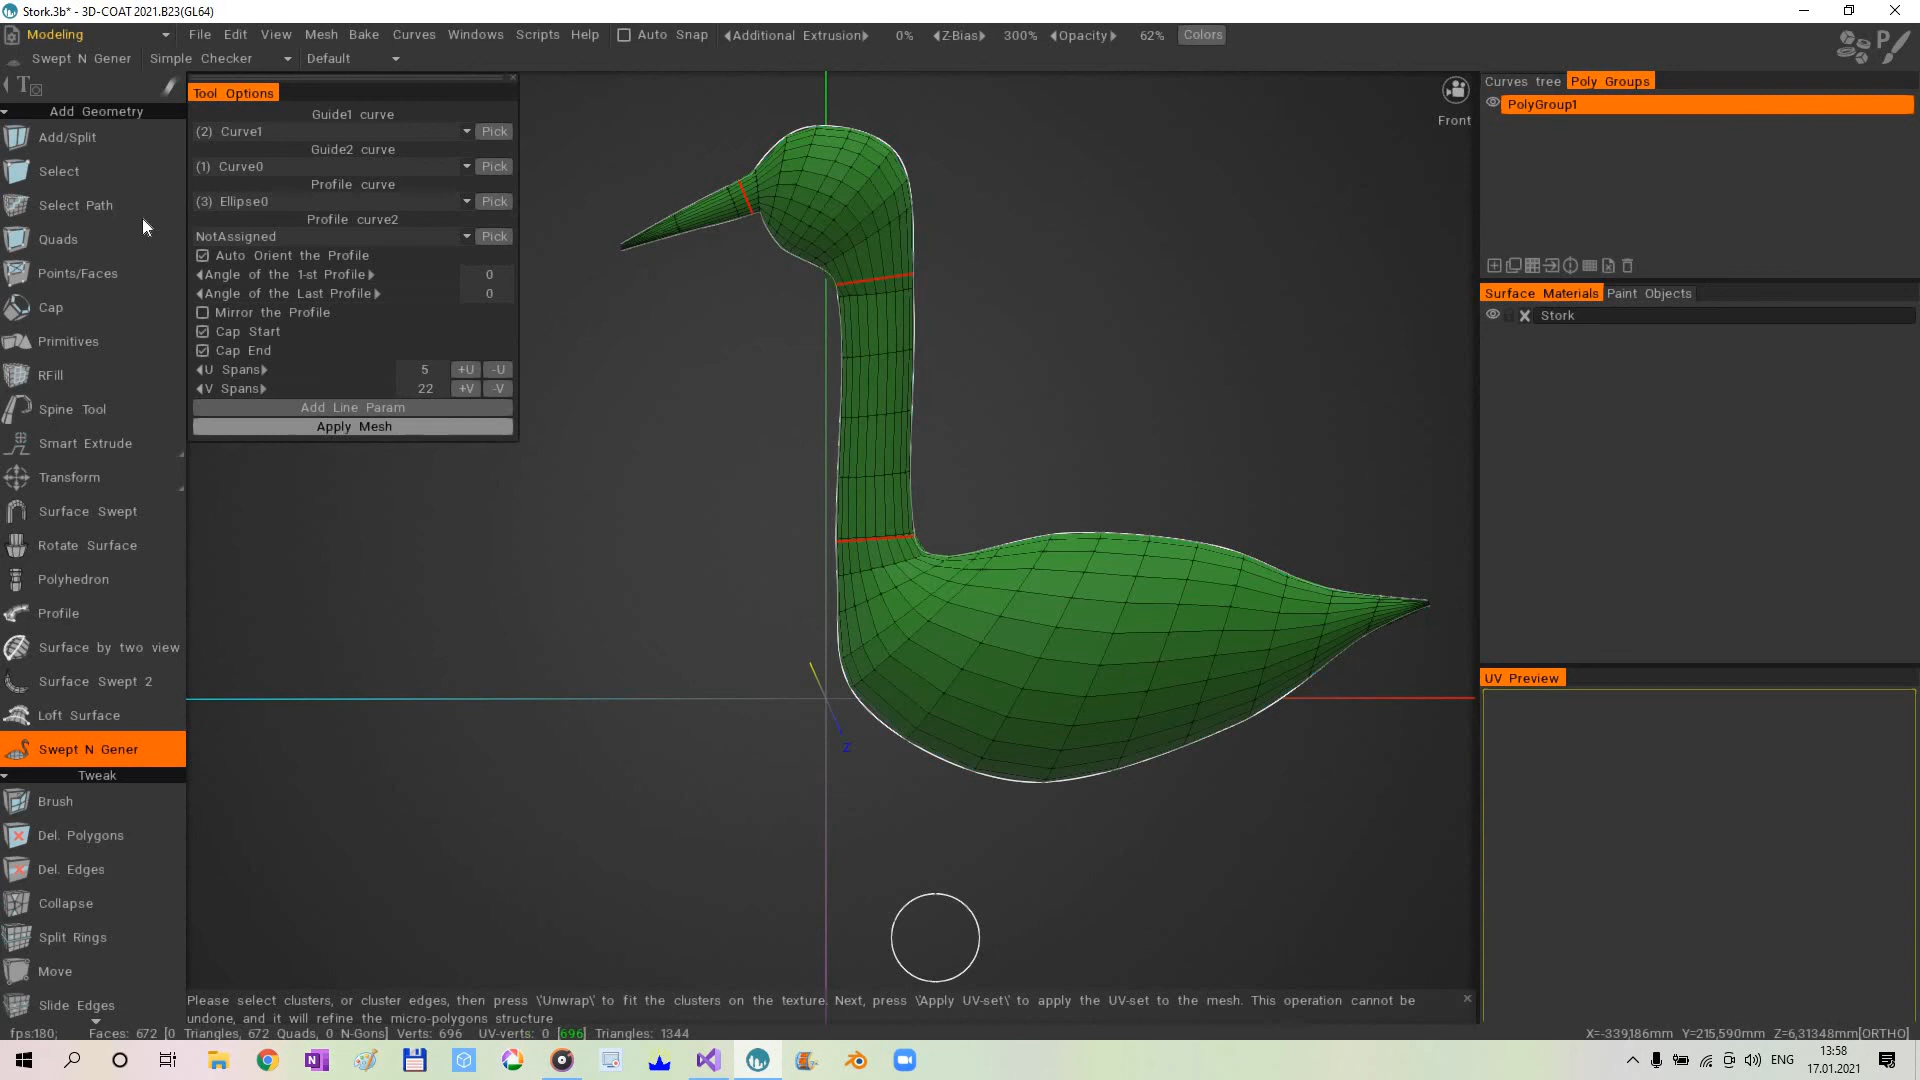 Stork.3b* - 3D-COAT 2021.B23(GL64)
Modeling File Edit View Mesh Bake Curves Windows Scripts Help Auto Snap Additional Extrusion 0% Z-Bias 300% Opacity 62% Colors
Swept N Gener Simple Checker Default
Add Geometry
Add/Split
Select
Select Path
Quads
Points/Faces
Cap
Primitives
RFill
Spine Tool
Smart Extrude
Transform
Surface Swept
Rotate Surface
Polyhedron
Profile
Surface by two view
Surface Swept 2
Loft Surface
Swept N Gener
Tweak
Brush
Del. Polygons
Del. Edges
Collapse
Split Rings
Move
Slide Edges
Tool Options
Guide1 curve
(2) Curve1 Pick
Guide2 curve
(1) Curve0 Pick
Profile curve
(3) Ellipse0 Pick
Profile curve2
NotAssigned Pick
Auto Orient the Profile
Angle of the 1-st Profile 0
Angle of the Last Profile 0
Mirror the Profile
Cap Start
Cap End
U Spans 5 +U -U
V Spans 22 +V -V
Add Line Param
Apply Mesh
Front
Z
Curves tree Poly Groups
PolyGroup1
Surface Materials Paint Objects
Stork
UV Preview
Please select clusters, or cluster edges, then press \'Unwrap\' to fit the clusters on the texture. Next, press \'Apply UV-set\' to apply the UV-set to the mesh. This operation cannot be
undone, and it will refine the micro-polygons structure
fps:180; Faces: 672 [0 Triangles, 672 Quads, 0 N-Gons] Verts: 696 UV-verts: 0 [696] Triangles: 1344 X=-339,186mm Y=215,590mm Z=6,31348mm[ORTHO]
ENG
13:58
17.01.2021